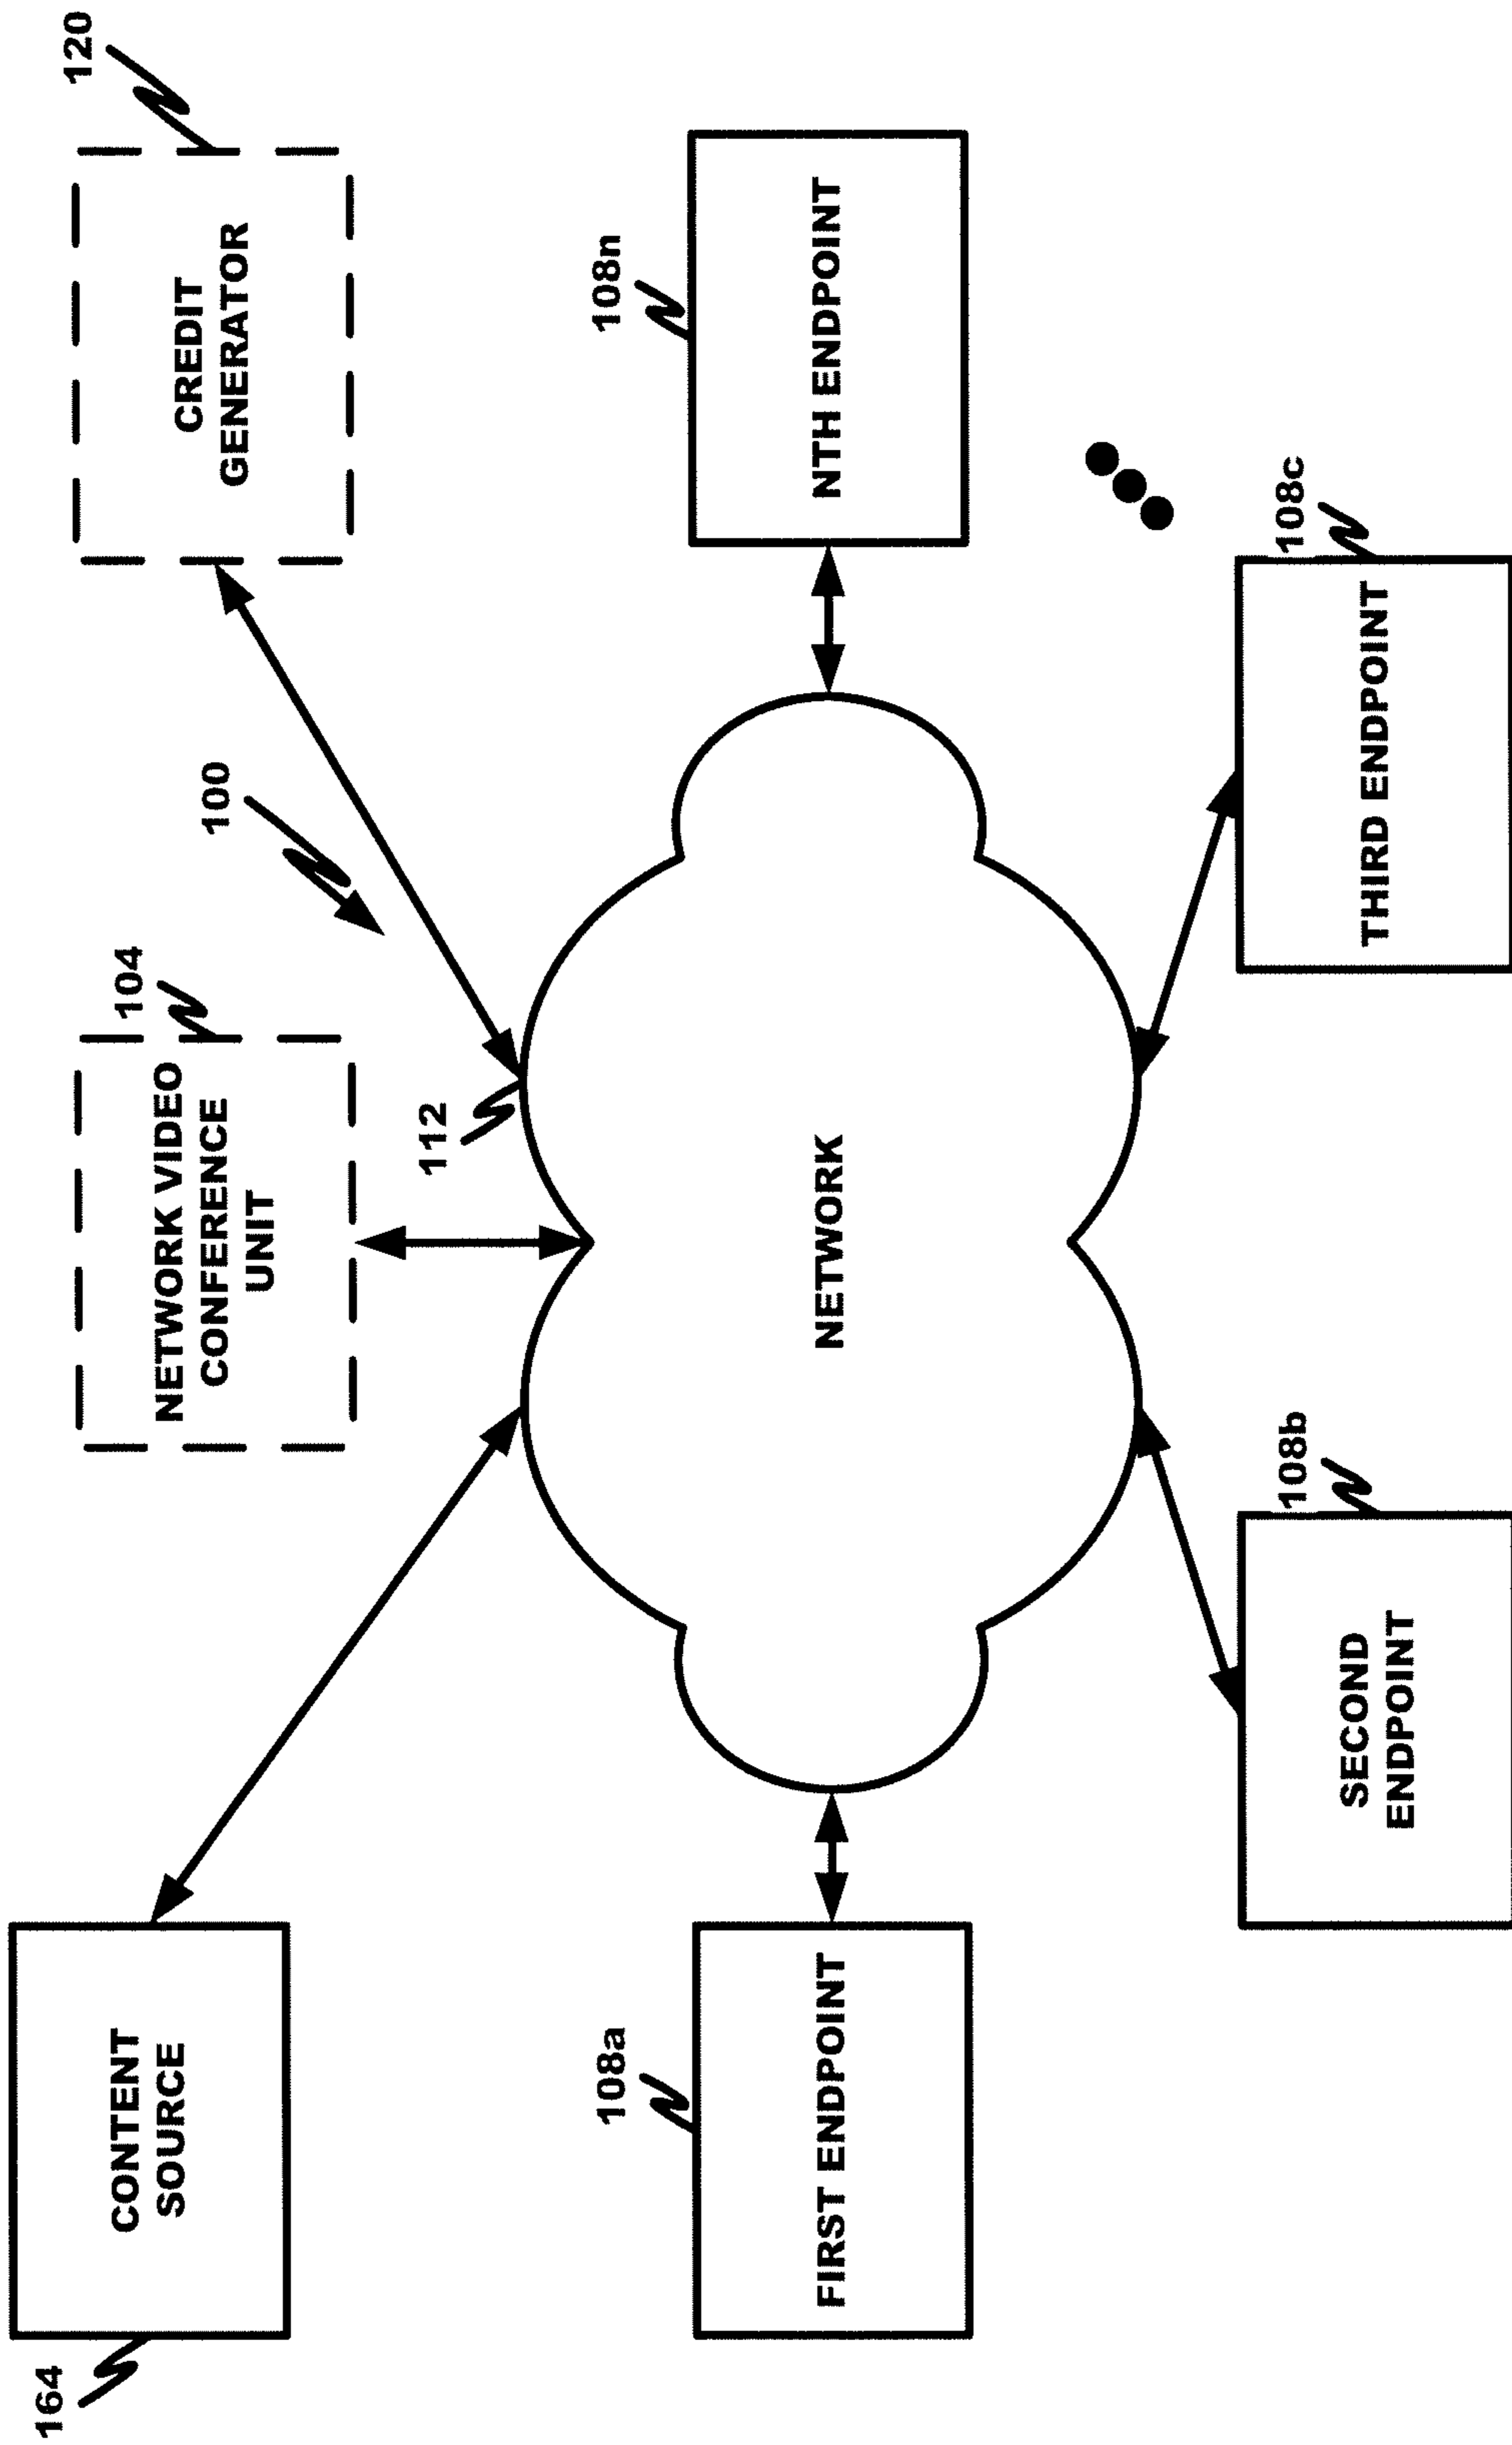 164
CONTENT
SOURCE
104
NETWORK VIDEO
CONFERENCE
UNIT
100
120
CREDIT
GENERATOR
112
NETWORK
108a
FIRST ENDPOINT
108n
NTH ENDPOINT
108b
SECOND
ENDPOINT
108c
THIRD ENDPOINT